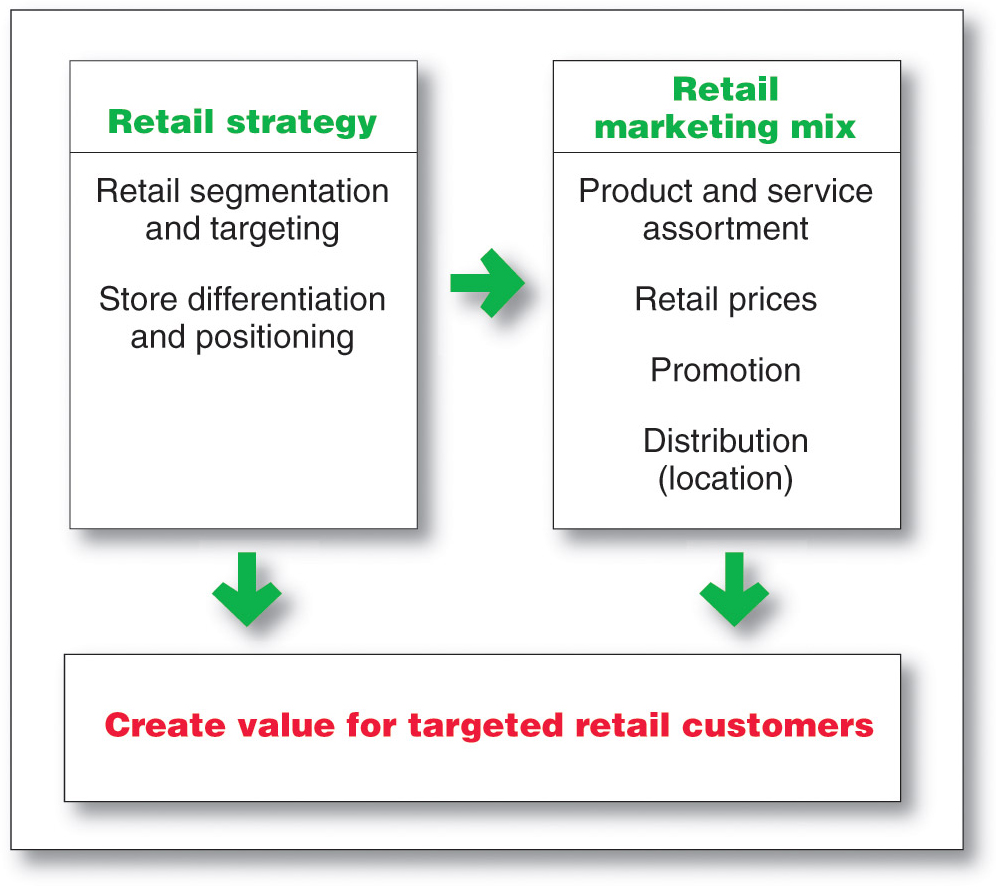 Retail strategy
Retail segmentation
and targeting
Store differentiation
and positioning
Retail
marketing mix
Product and service
assortment
Retail prices
Promotion
Distribution
(location)
Create value for targeted retail customers